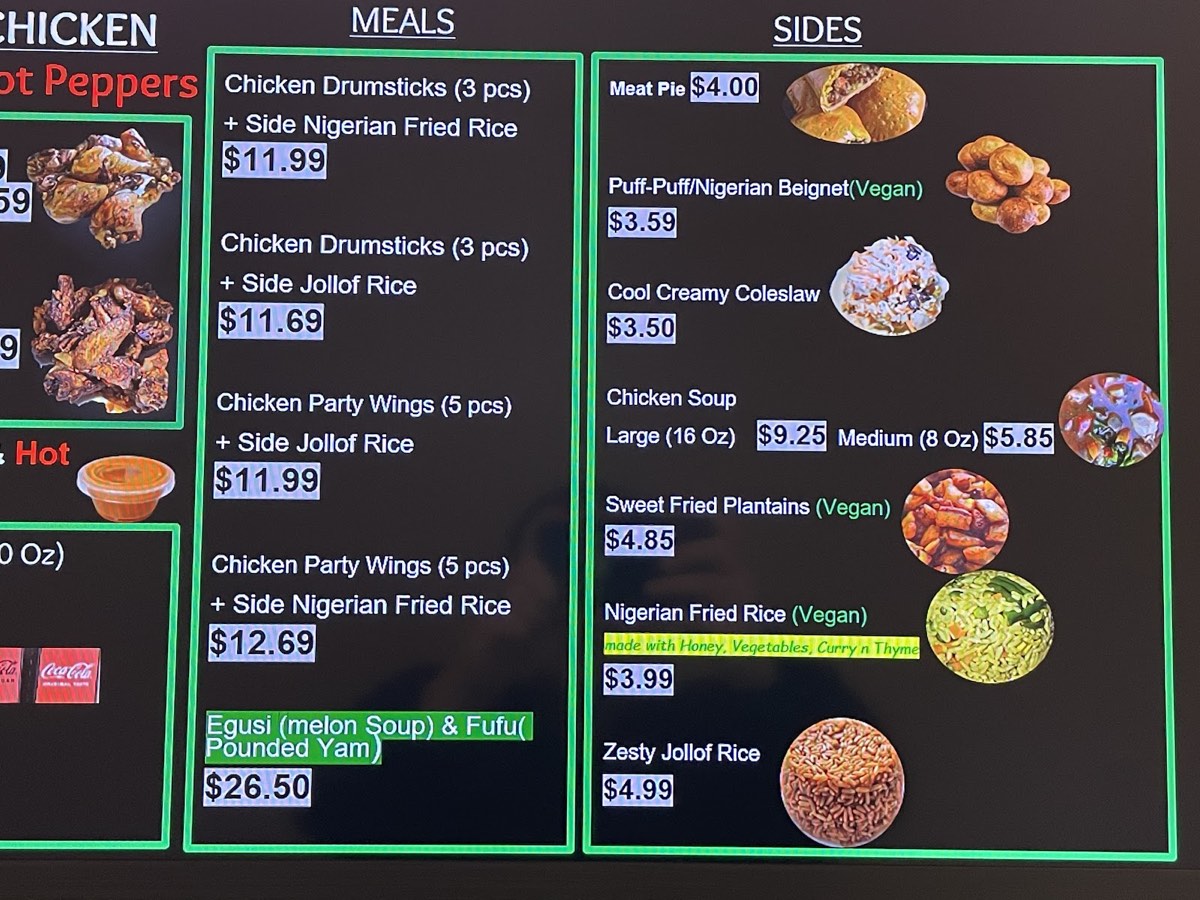 CHICKEN
ot Peppers
59
9
& Hot
0 Oz)
Coca-Cola
MEALS
Chicken Drumsticks (3 pcs)
+ Side Nigerian Fried Rice
$11.99
Chicken Drumsticks (3 pcs)
+ Side Jollof Rice
$11.69
Chicken Party Wings (5 pcs)
+ Side Jollof Rice
$11.99
Chicken Party Wings (5 pcs)
+ Side Nigerian Fried Rice
$12.69
Egusi (melon Soup) & Fufu(
Pounded Yam)
$26.50
SIDES
Meat Pie $4.00
Puff-Puff/Nigerian Beignet(Vegan)
$3.59
Cool Creamy Coleslaw
$3.50
Chicken Soup
Large (16 Oz) $9.25 Medium (8 Oz) $5.85
Sweet Fried Plantains (Vegan)
$4.85
Nigerian Fried Rice (Vegan)
made with Honey, Vegetables, Curry n Thyme
$3.99
Zesty Jollof Rice
$4.99